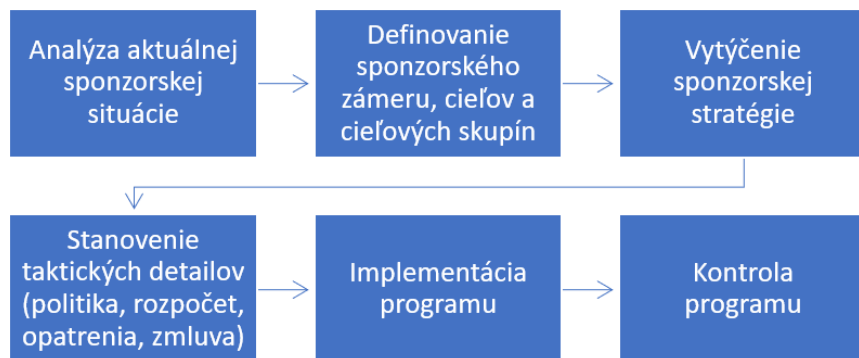 Analýza aktuálnej
sponzorskej
situácie
Definovanie
sponzorského
zámeru, cieľov a
cieľových skupín
Vytýčenie
sponzorskej
stratégie
Stanovenie
taktických detailov
(politika, rozpočet,
opatrenia, zmluva)
Implementácia
programu
Kontrola
programu